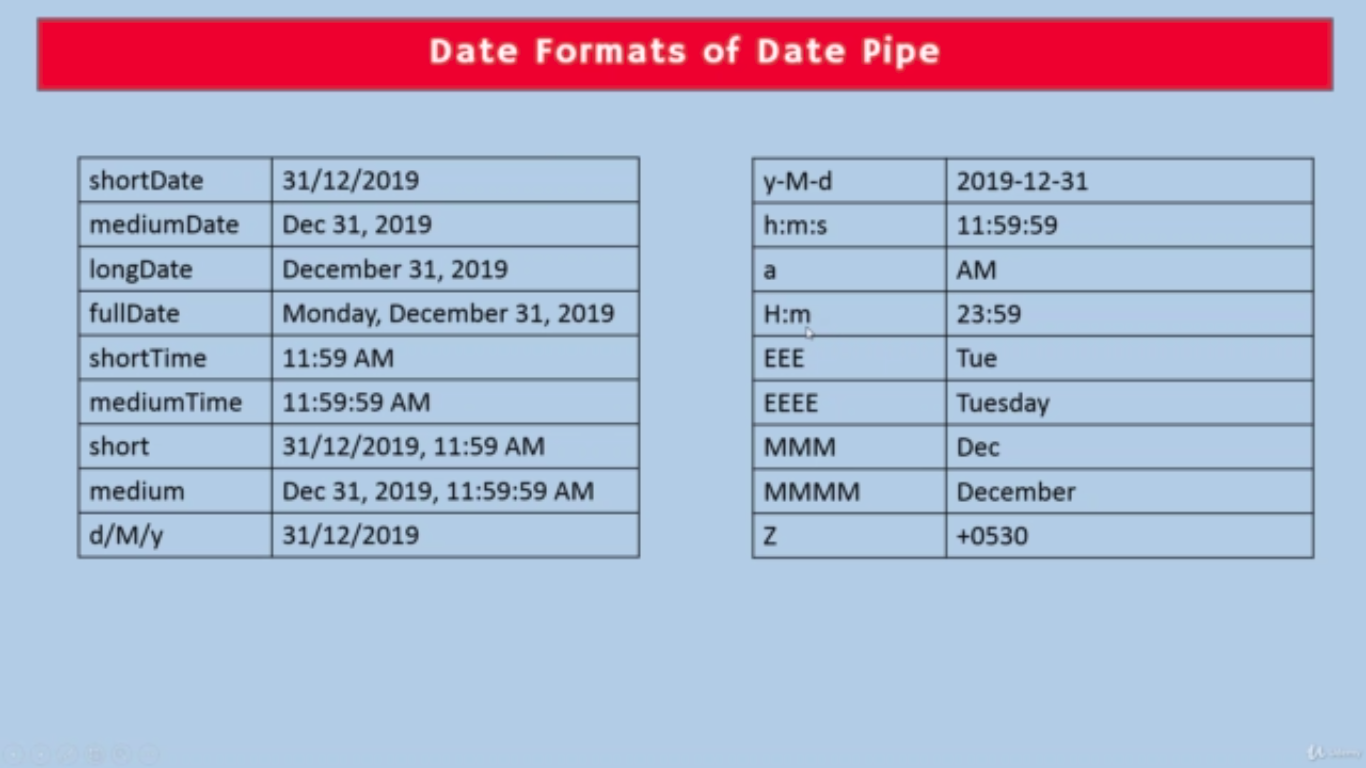 Date Formats of Date Pipe
shortDate 31/12/2019
mediumDate Dec 31, 2019
longDate December 31, 2019
fullDate Monday, December 31, 2019
shortTime 11:59 AM
mediumTime 11:59:59 AM
short 31/12/2019, 11:59 AM
medium Dec 31, 2019, 11:59:59 AM
d/M/y 31/12/2019
y-M-d 2019-12-31
h:m:s 11:59:59
a AM
H:m 23:59
EEE Tue
EEEE Tuesday
MMM Dec
MMMM December
Z +0530